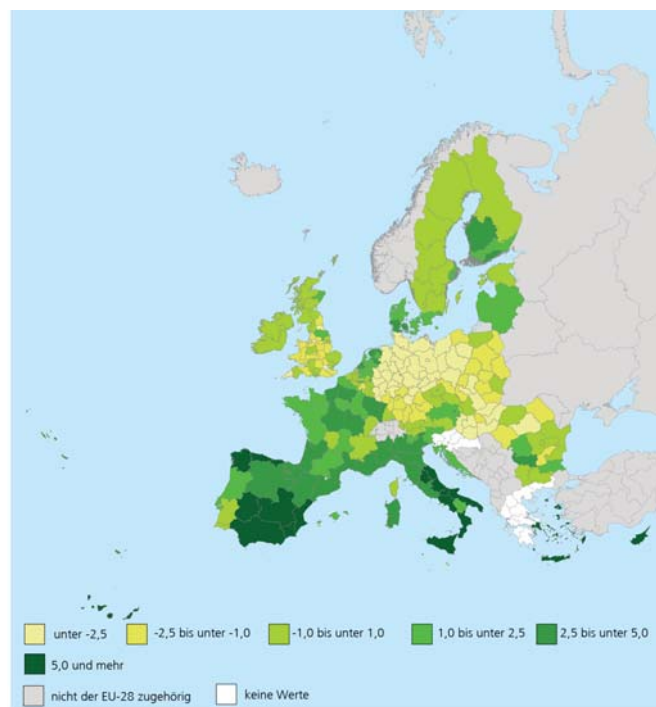 unter -2,5 -2,5 bis unter -1,0 -1,0 bis unter 1,0 1,0 bis unter 2,5 2,5 bis unter 5,0
5,0 und mehr
nicht der EU-28 zugehörig keine Werte